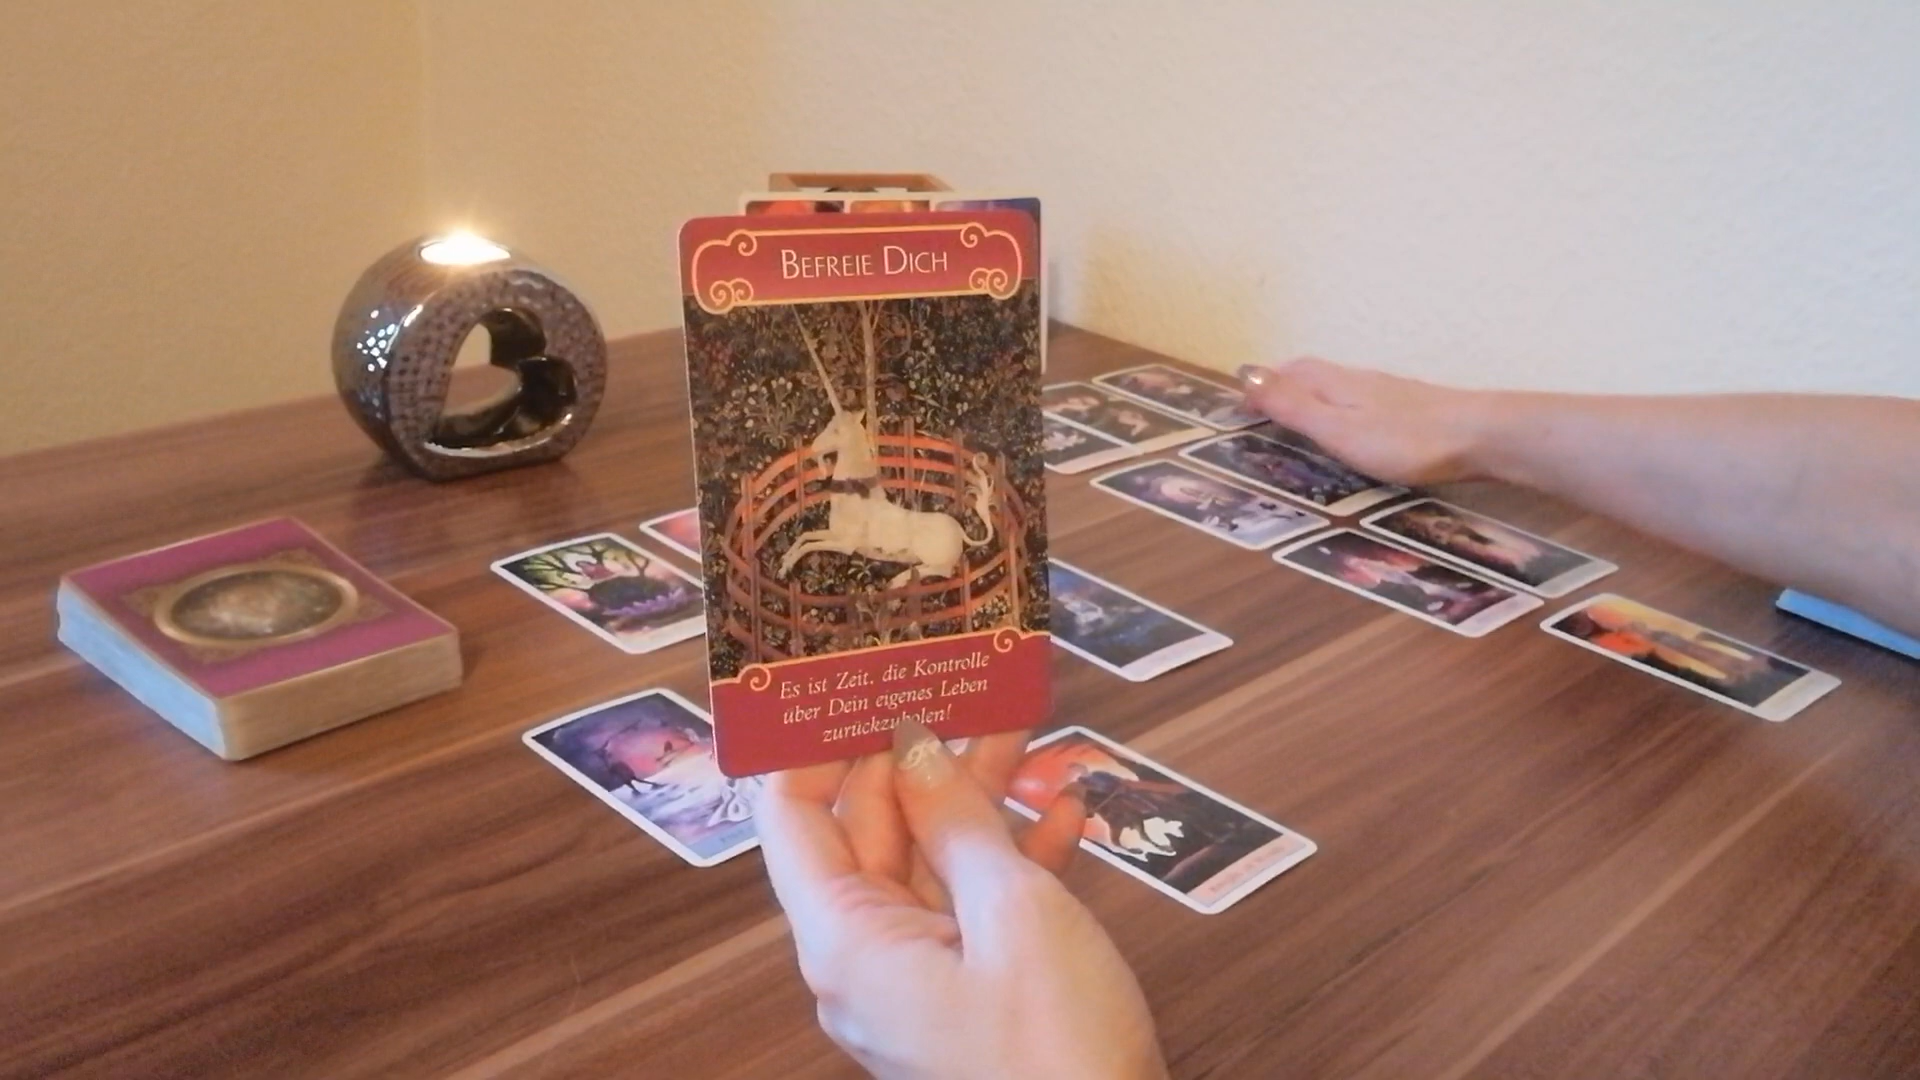 BEFREIE DICH
Es ist Zeit, die Kontrolle
über Dein eigenes Leben
zurückzuholen!